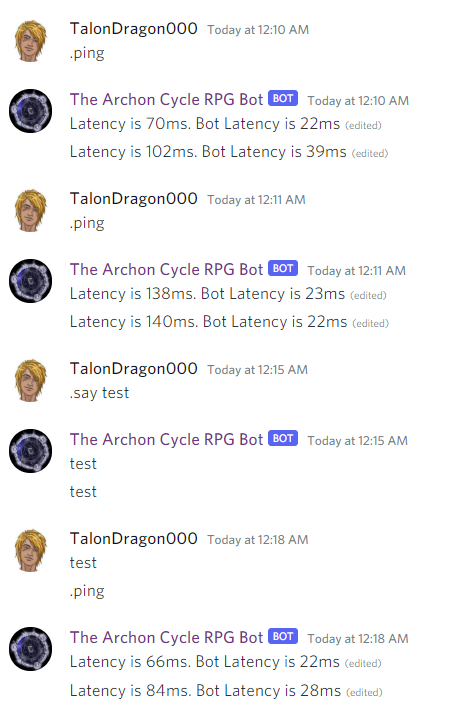 TalonDragon000 Today at 12:10 AM
.ping
The Archon Cycle RPG Bot BOT Today at 12:10 AM
Latency is 70ms. Bot Latency is 22ms (edited)
Latency is 102ms. Bot Latency is 39ms (edited)
TalonDragon000 Today at 12:11 AM
.ping
The Archon Cycle RPG Bot BOT Today at 12:11 AM
Latency is 138ms. Bot Latency is 23ms (edited)
Latency is 140ms. Bot Latency is 22ms (edited)
TalonDragon000 Today at 12:15 AM
.say test
The Archon Cycle RPG Bot BOT Today at 12:15 AM
test
test
TalonDragon000 Today at 12:18 AM
test
.ping
The Archon Cycle RPG Bot BOT Today at 12:18 AM
Latency is 66ms. Bot Latency is 22ms (edited)
Latency is 84ms. Bot Latency is 28ms (edited)